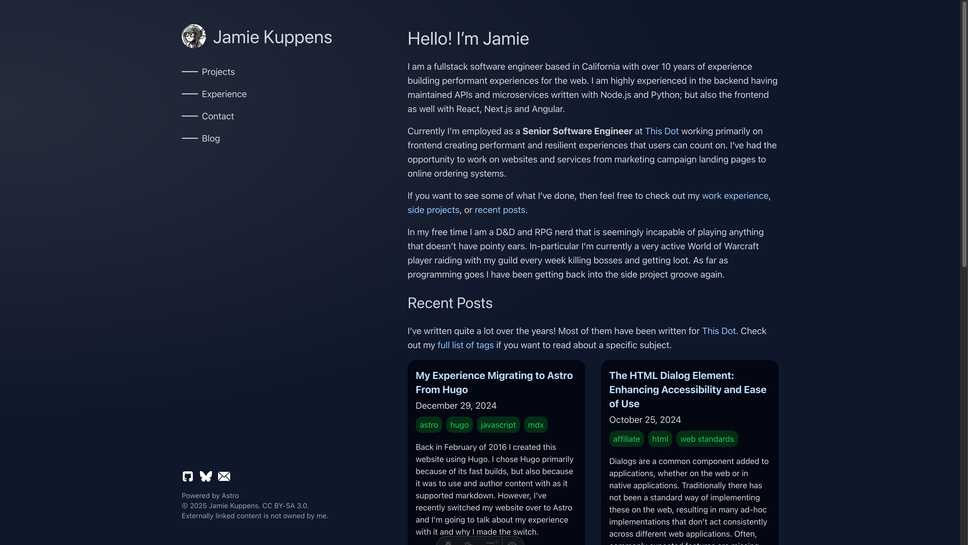 Jamie Kuppens
Projects
Experience
Contact
Blog
Powered by Astro
© 2025 Jamie Kuppens. CC BY-SA 3.0.
Externally linked content is not owned by me.
Hello! I’m Jamie
I am a fullstack software engineer based in California with over 10 years of experience
building performant experiences for the web. I am highly experienced in the backend having
maintained APIs and microservices written with Node.js and Python; but also the frontend
as well with React, Next.js and Angular.
Currently I’m employed as a Senior Software Engineer at This Dot working primarily on
frontend creating performant and resilient experiences that users can count on. I’ve had the
opportunity to work on websites and services from marketing campaign landing pages to
online ordering systems.
If you want to see some of what I’ve done, then feel free to check out my work experience,
side projects, or recent posts.
In my free time I am a D&D and RPG nerd that is seemingly incapable of playing anything
that doesn’t have pointy ears. In-particular I’m currently a very active World of Warcraft
player raiding with my guild every week killing bosses and getting loot. As far as
programming goes I have been getting back into the side project groove again.
Recent Posts
I’ve written quite a lot over the years! Most of them have been written for This Dot. Check
out my full list of tags if you want to read about a specific subject.
My Experience Migrating to Astro
From Hugo
December 29, 2024
astro hugo javascript mdx
Back in February of 2016 I created this
website using Hugo. I chose Hugo primarily
because of its fast builds, but also because
it was to use and author content with as it
supported markdown. However, I’ve
recently switched my website over to Astro
and I’m going to talk about my experience
with it and why I made the switch.
The HTML Dialog Element:
Enhancing Accessibility and Ease
of Use
October 25, 2024
affiliate html web standards
Dialogs are a common component added to
applications, whether on the web or in
native applications. Traditionally there has
not been a standard way of implementing
these on the web, resulting in many ad-hoc
implementations that don’t act consistently
across different web applications. Often,